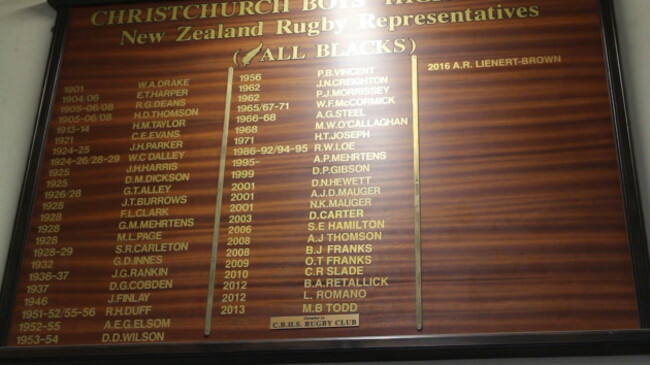 CHRISTCHURCH BOYS' HIGH
New Zealand Rugby Representatives
(ALL BLACKS)
1901 W.A.DRAKE
1904/06 E.T.HARPER
1905-06/08 R.G.DEANS
1905-06/08 H.D.THOMSON
1913-14 H.M.TAYLOR
1921 C.E.EVANS
1924-25 J.H.PARKER
1924-26/28-29 W.C DALLEY
1925 J.H.HARRIS
1925 D.M.DICKSON
1926/28 G.T.ALLEY
1928 J.T.BURROWS
1928 F.L.CLARK
1928 G.M.MEHRTENS
1928 M.L.PAGE
1928-29 S.R.CARLETON
1932 G.D.INNES
1936-37 J.G.RANKIN
1937 D.G.COBDEN
1946 J.FINLAY
1951-52/55-56 R.H.DUFF
1952-55 A.E.G.ELSOM
1953-54 D.D.WILSON
1956 P.B.VINCENT
1962 J.N.CREIGHTON
1962 P.J.MORRISSEY
1965/67-71 W.F.McCORMICK
1966-68 A.G.STEEL
1968 M.W.O'CALLAGHAN
1971 H.T.JOSEPH
1986-92/94-95 R.W.LOE
1995- A.P.MEHRTENS
1999 D.P.GIBSON
2001 D.N.HEWETT
2001 A.J.D.MAUGER
2001 N.K.MAUGER
2003 D.CARTER
2006 S.E HAMILTON
2008 A.J THOMSON
2008 B.J FRANKS
2009 O.T FRANKS
2010 C.R SLADE
2012 B.A.RETALLICK
2012 L. ROMANO
2013 M.B TODD
2016 A.R. LIENERT-BROWN
C.B.H.S. RUGBY CLUB